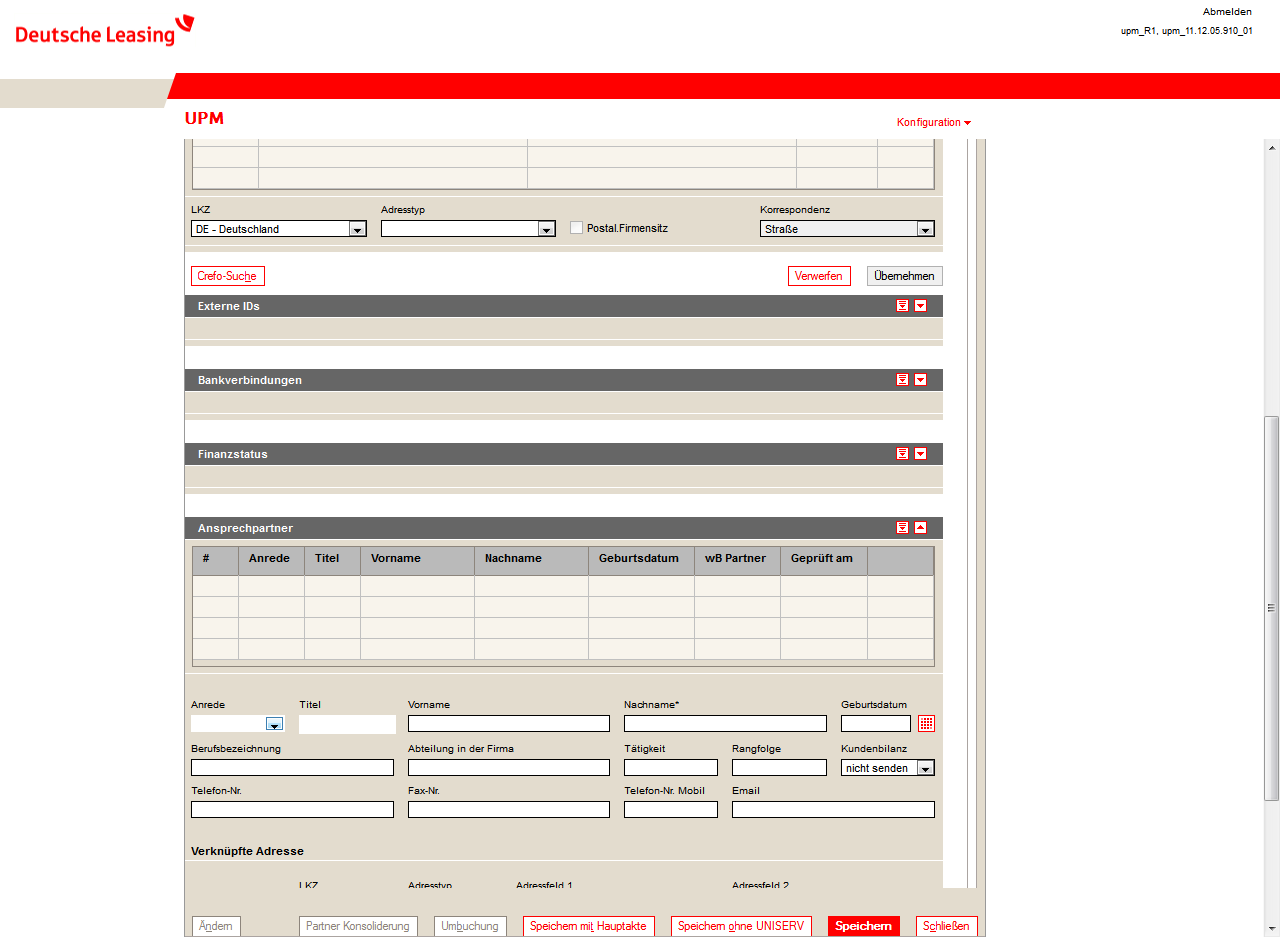 Deutsche Leasing
Abmelden
upm_R1, upm_11.12.05.910_01
UPM
Konfiguration
LKZ Adresstyp Korrespondenz
DE - Deutschland Postal.Firmensitz Straße
Crefo-Suche Verwerfen Übernehmen
Externe IDs
Bankverbindungen
Finanzstatus
Ansprechpartner
# Anrede Titel Vorname Nachname Geburtsdatum wB Partner Geprüft am
Anrede Titel Vorname Nachname* Geburtsdatum
Berufsbezeichnung Abteilung in der Firma Tätigkeit Rangfolge Kundenbilanz
nicht senden
Telefon-Nr. Fax-Nr. Telefon-Nr. Mobil Email
Verknüpfte Adresse
LKZ Adresstyp Adressfeld 1 Adressfeld 2
Ändern Partner Konsolidierung Umbuchung Speichern mit Hauptakte Speichern ohne UNISERV Speichern Schließen